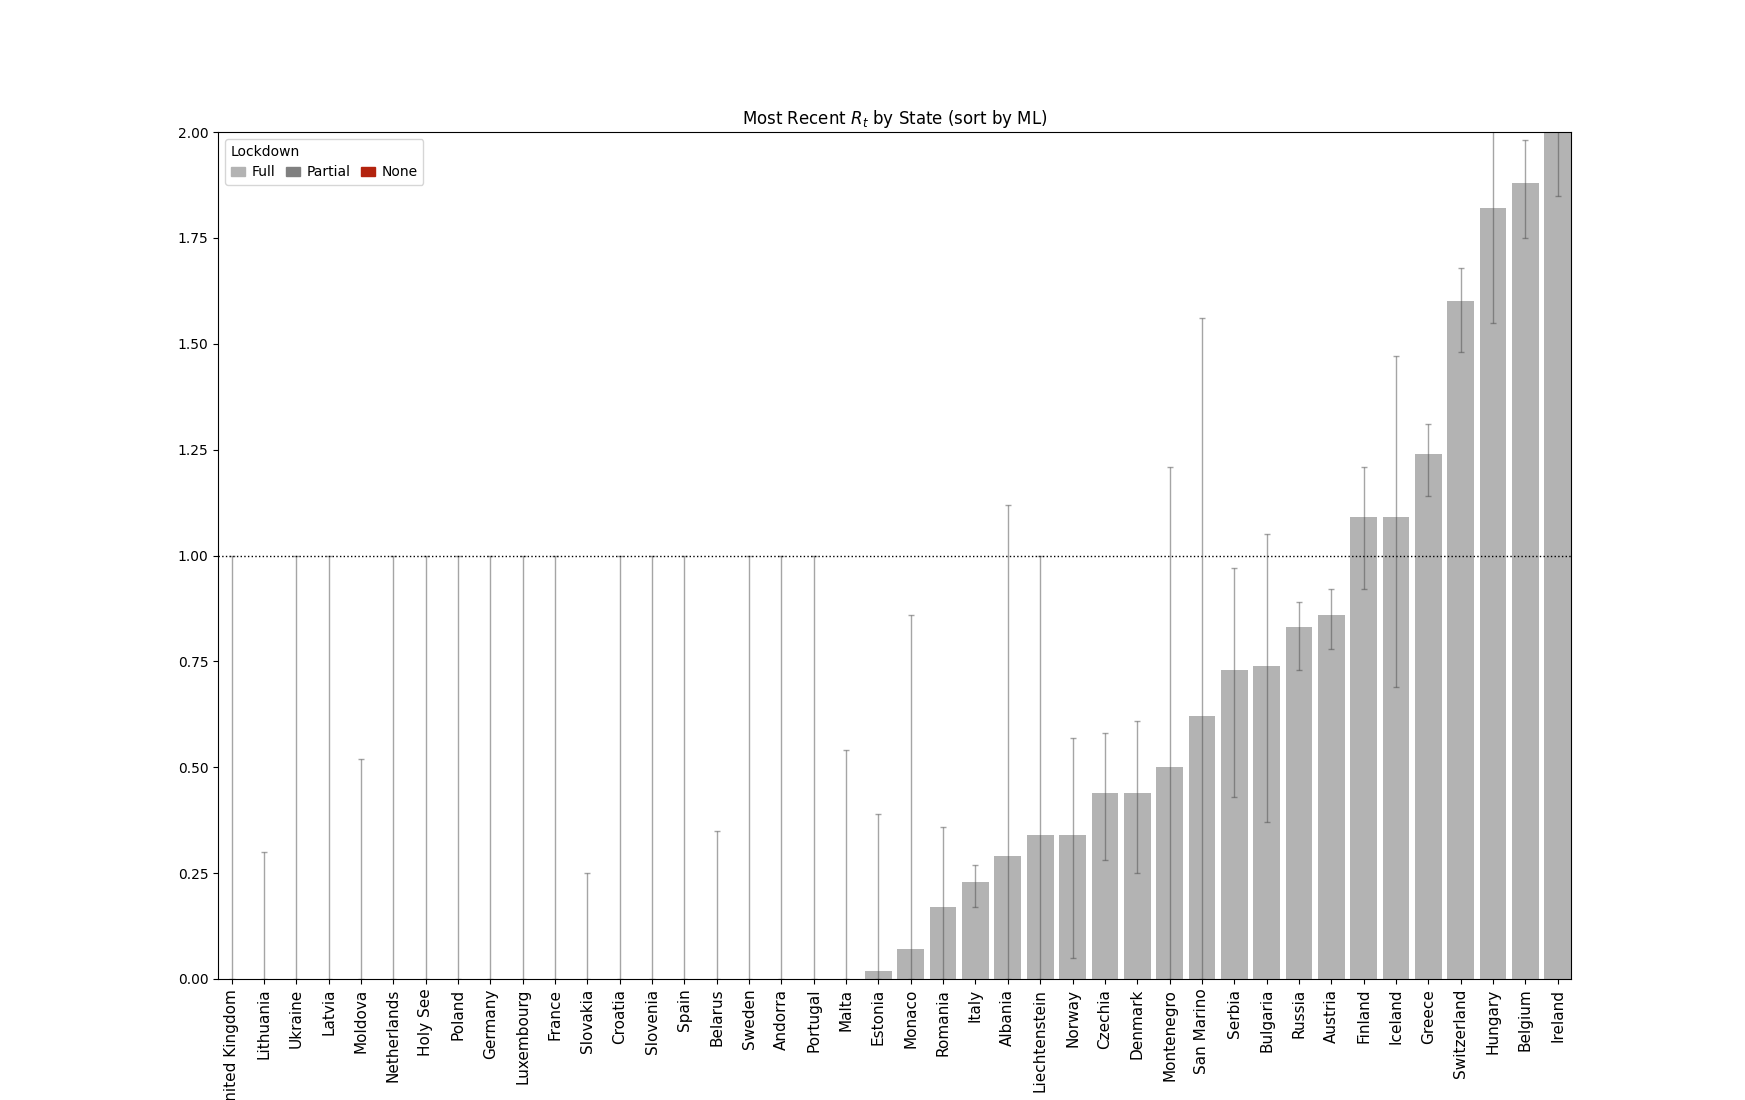 Most Recent R_t by State (sort by ML)
2.00
Lockdown
Full Partial None
1.75
1.50
1.25
1.00
0.75
0.50
0.25
0.00
nited Kingdom
Lithuania
Ukraine
Latvia
Moldova
Netherlands
Holy See
Poland
Germany
Luxembourg
France
Slovakia
Croatia
Slovenia
Spain
Belarus
Sweden
Andorra
Portugal
Malta
Estonia
Monaco
Romania
Italy
Albania
Liechtenstein
Norway
Czechia
Denmark
Montenegro
San Marino
Serbia
Bulgaria
Russia
Austria
Finland
Iceland
Greece
Switzerland
Hungary
Belgium
Ireland